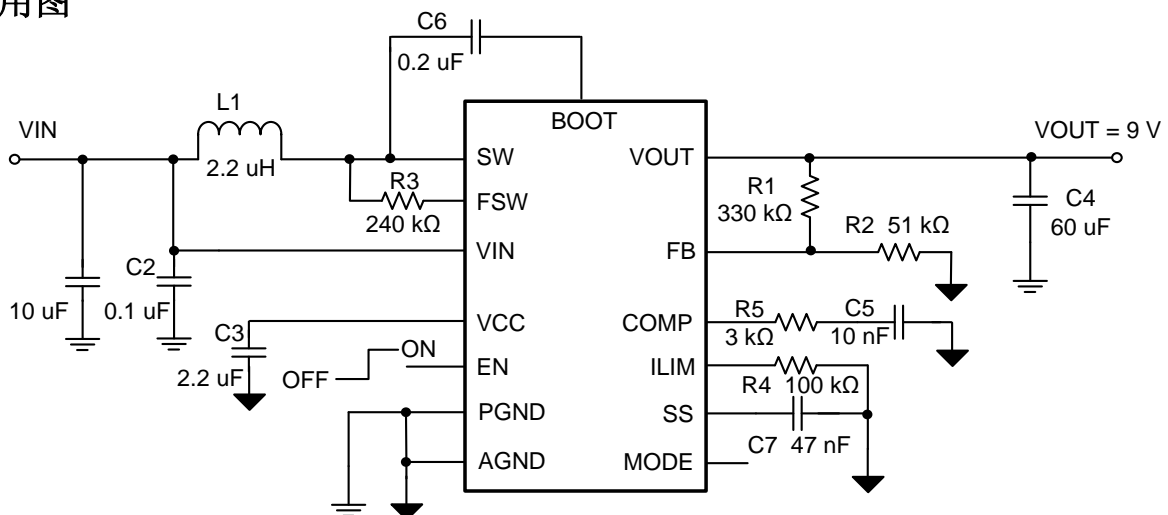 用图
C6
0.2 uF
L1
2.2 uH
VIN
BOOT
VOUT = 9 V
SW
VOUT
R3
240 kΩ
FSW
R1
330 kΩ
C4
60 uF
VIN
FB
R2 51 kΩ
10 uF
C2
0.1 uF
C3
2.2 uF
VCC
COMP
R5
3 kΩ
C5
10 nF
OFF
ON
EN
ILIM
R4 100 kΩ
PGND
SS
C7 47 nF
AGND
MODE